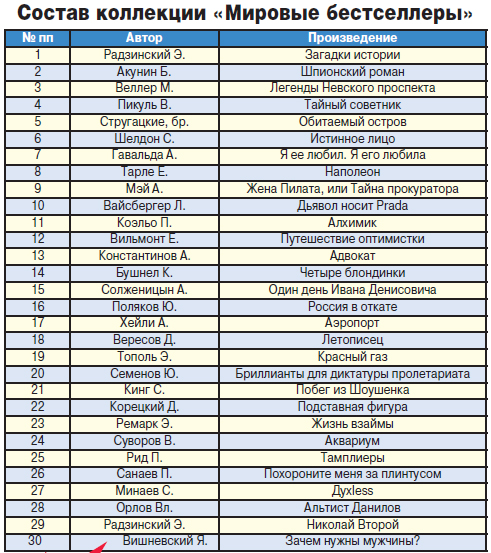 Состав коллекции «Мировые бестселлеры»
№ пп Автор Произведение
1 Радзинский Э. Загадки истории
2 Акунин Б. Шпионский роман
3 Веллер М. Легенды Невского проспекта
4 Пикуль В. Тайный советник
5 Стругацкие, бр. Обитаемый остров
6 Шелдон С. Истинное лицо
7 Гавальда А. Я ее любил. Я его любила
8 Тарле Е. Наполеон
9 Мэй А. Жена Пилата, или Тайна прокуратора
10 Вайсбергер Л. Дьявол носит Prada
11 Коэльо П. Алхимик
12 Вильмонт Е. Путешествие оптимистки
13 Константинов А. Адвокат
14 Бушнел К. Четыре блондинки
15 Солженицын А. Один день Ивана Денисовича
16 Поляков Ю. Россия в откате
17 Хейли А. Аэропорт
18 Вересов Д. Летописец
19 Тополь Э. Красный газ
20 Семенов Ю. Бриллианты для диктатуры пролетариата
21 Кинг С. Побег из Шоушенка
22 Корецкий Д. Подставная фигура
23 Ремарк Э. Жизнь взаймы
24 Суворов В. Аквариум
25 Рид П. Тамплиеры
26 Санаев П. Похороните меня за плинтусом
27 Минаев С. Духless
28 Орлов Вл. Альтист Данилов
29 Радзинский Э. Николай Второй
30 Вишневский Я. Зачем нужны мужчины?